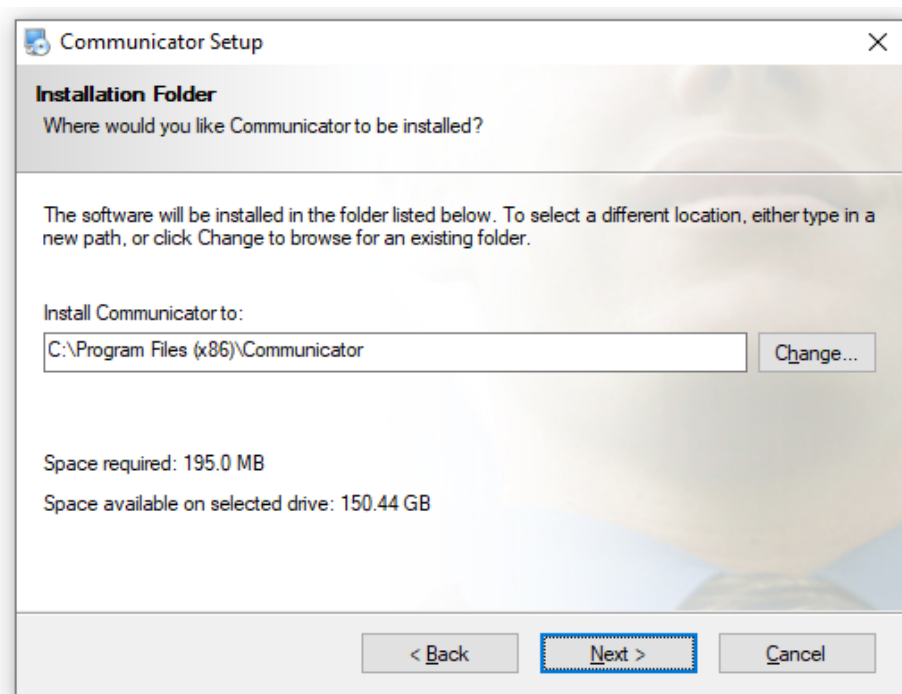 Communicator Setup
Installation Folder
Where would you like Communicator to be installed?
The software will be installed in the folder listed below. To select a different location, either type in a
new path, or click Change to browse for an existing folder.
Install Communicator to:
C:\Program Files (x86)\Communicator
Change...
Space required: 195.0 MB
Space available on selected drive: 150.44 GB
< Back
Next >
Cancel